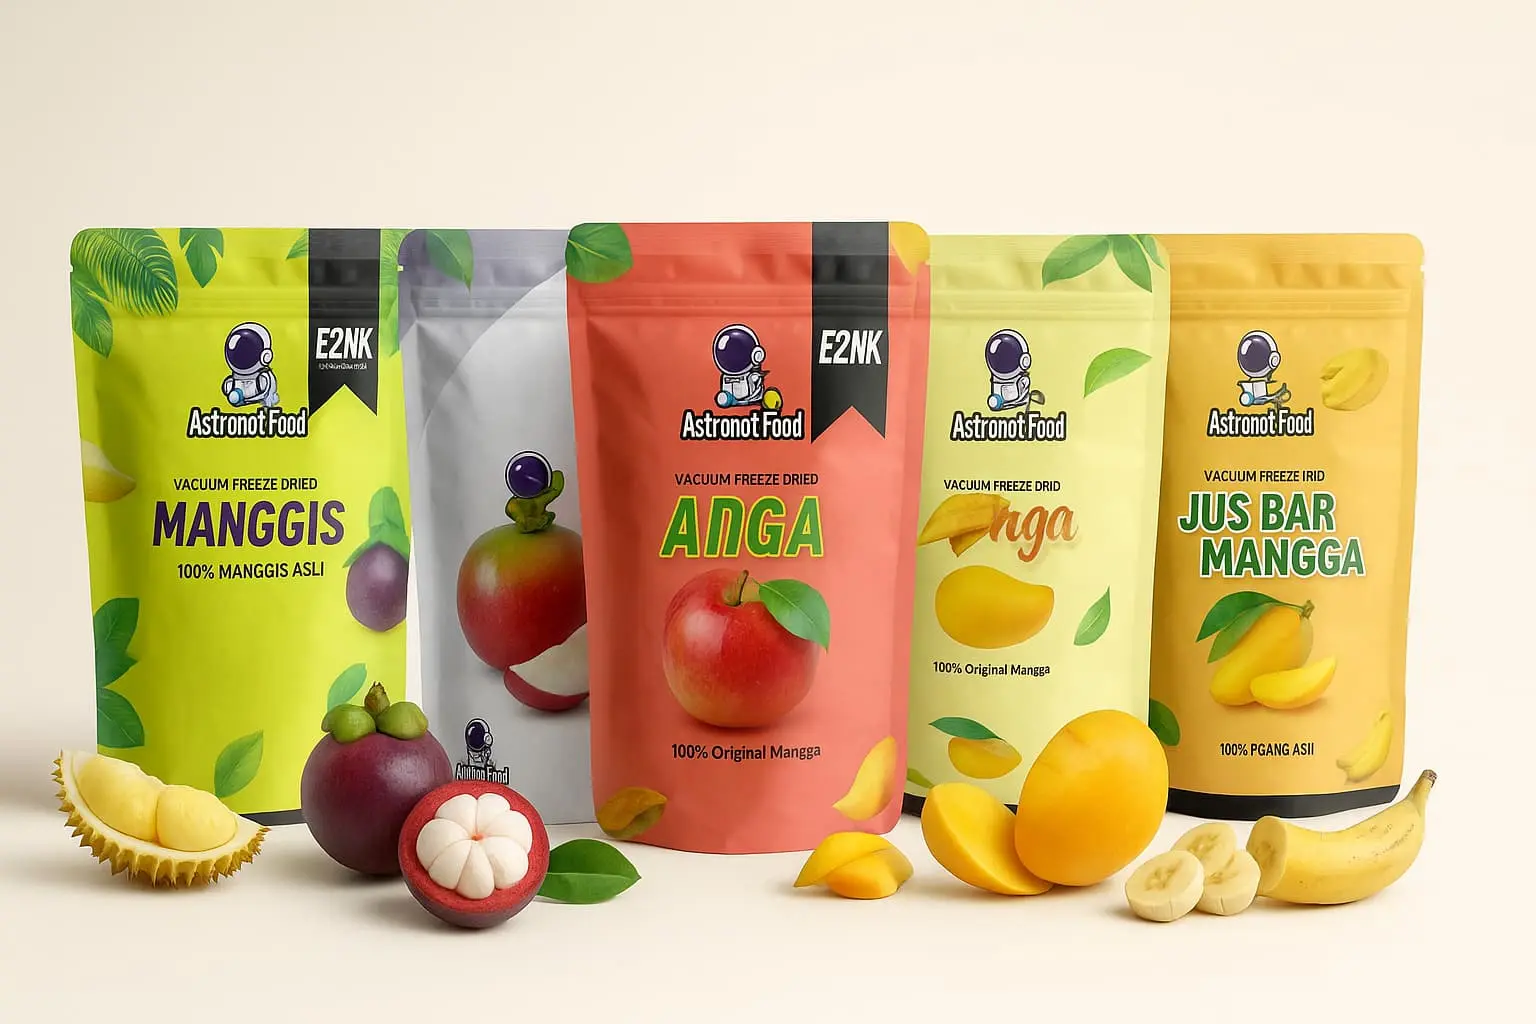 E2NK
Astronot Food
VACUUM FREEZE DRIED
MANGGIS
100% MANGGIS ASLI
E2NK
Astronot Food
VACUUM FREEZE DRIED
ANGA
100% Original Mangga
Astronot Food
VACUUM FREEZE DRID
nga
100% Original Mangga
Astronot Food
VACUUM FREEZE IRID
JUS BAR
MANGGA
100% PGANG ASII